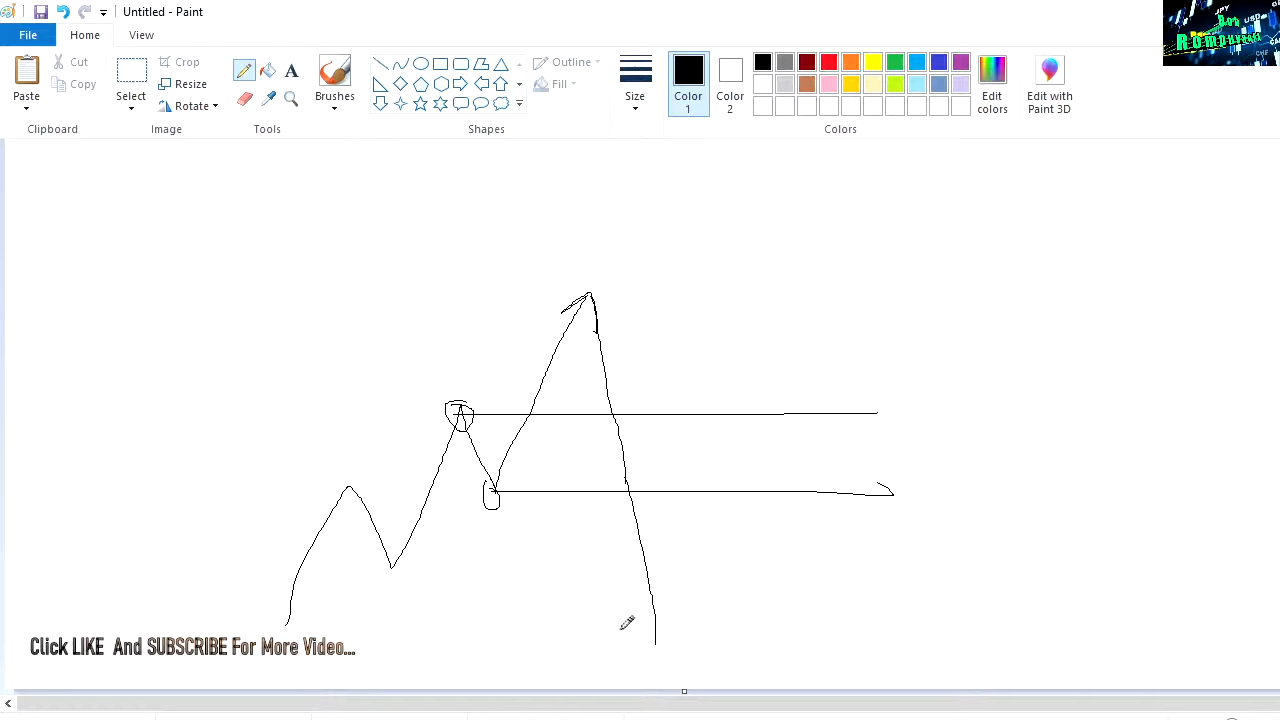 Untitled - Paint
File Home View
Paste
Cut
Copy
Clipboard
Select
Crop
Resize
Rotate
Image
A
Tools
Brushes
Outline
Fill
Shapes
Size
Color 1
Color 2
Edit colors
Edit with Paint 3D
Colors
JPY
USD
Click LIKE And SUBSCRIBE For More Video...